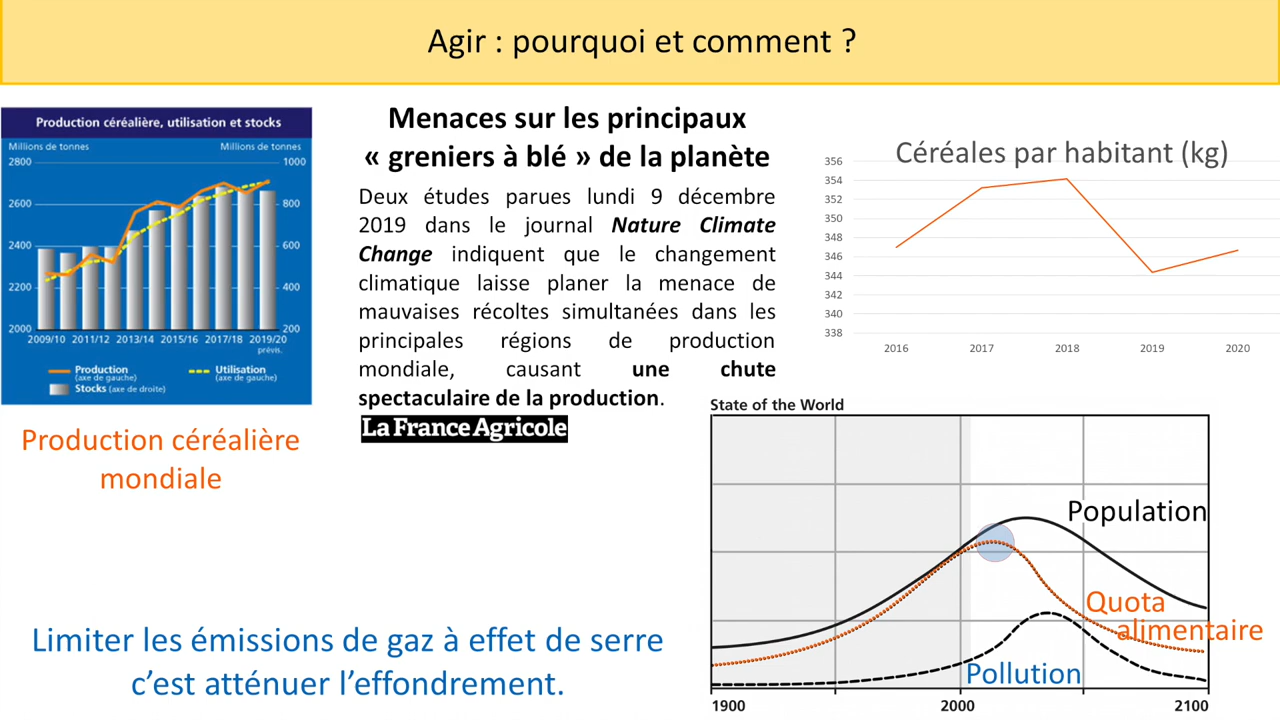 Agir : pourquoi et comment ?
Production céréalière, utilisation et stocks
Millions de tonnes
Millions de tonnes
2800
1000
2600
800
2400
600
2200
400
2000
200
2009/10 2011/12 2013/14 2015/16 2017/18 2019/20
prévis.
Production
(axe de gauche)
Utilisation
(axe de gauche)
Stocks (axe de droite)
Production céréalière
mondiale
Menaces sur les principaux
« greniers à blé » de la planète
Deux études parues lundi 9 décembre
2019 dans le journal Nature Climate
Change indiquent que le changement
climatique laisse planer la menace de
mauvaises récoltes simultanées dans les
principales régions de production
mondiale, causant une chute
spectaculaire de la production.
La France Agricole
Céréales par habitant (kg)
356
354
352
350
348
346
344
342
340
338
2016 2017 2018 2019 2020
State of the World
Population
Quota
alimentaire
Pollution
1900 2000 2100
Limiter les émissions de gaz à effet de serre
c’est atténuer l’effondrement.